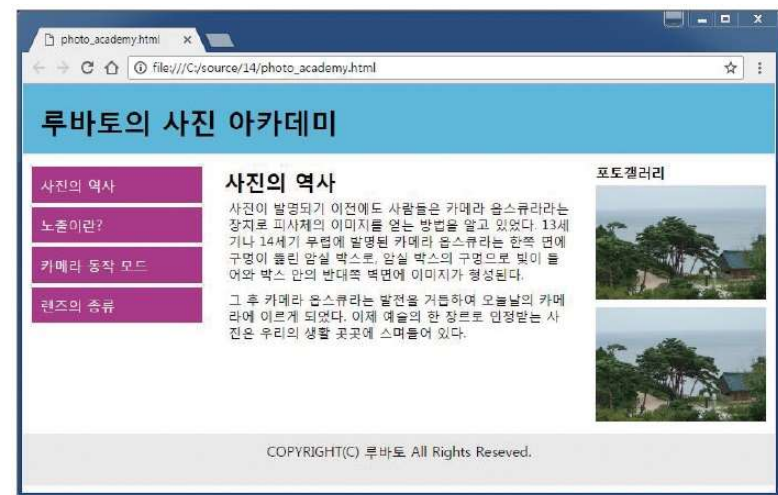 photo_academy.html
file:///C:/source/14/photo_academy.html
루바토의 사진 아카데미
사진의 역사
노출이란?
카메라 동작 모드
렌즈의 종류
사진의 역사
사진이 발명되기 이전에도 사람들은 카메라 옵스큐라라는
장치로 피사체의 이미지를 얻는 방법을 알고 있었다. 13세
기나 14세기 무렵에 발명된 카메라 옵스큐라는 한쪽 면에
구멍이 뚫린 암실 박스로, 암실 박스의 구멍으로 빛이 들
어와 박스 안의 반대쪽 벽면에 이미지가 형성된다.
그 후 카메라 옵스큐라는 발전을 거듭하여 오늘날의 카메
라에 이르게 되었다. 이제 예술의 한 장르로 인정받는 사
진은 우리의 생활 곳곳에 스며들어 있다.
포토갤러리
COPYRIGHT(C) 루바토 All Rights Reseved.